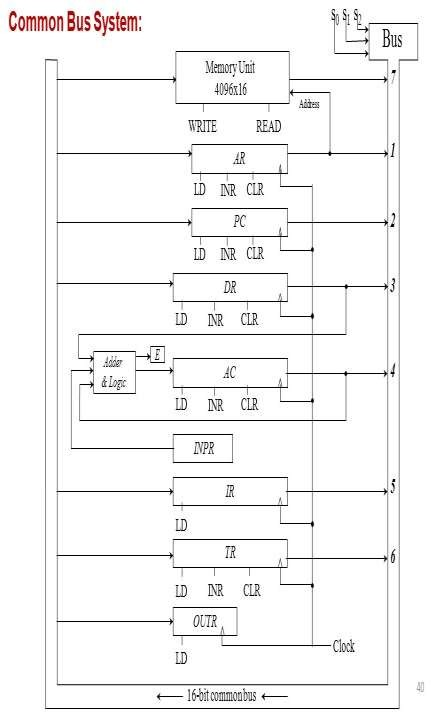 Common Bus System:
S0 S1 S2
Bus
Memory Unit
4096x16
7
Address
WRITE READ
AR 1
LD INR CLR
PC 2
LD INR CLR
DR 3
LD INR CLR
Adder
& Logic
E
AC 4
LD INR CLR
INPR
IR 5
LD
TR 6
LD INR CLR
OUTR
LD
Clock
16-bit common bus
40